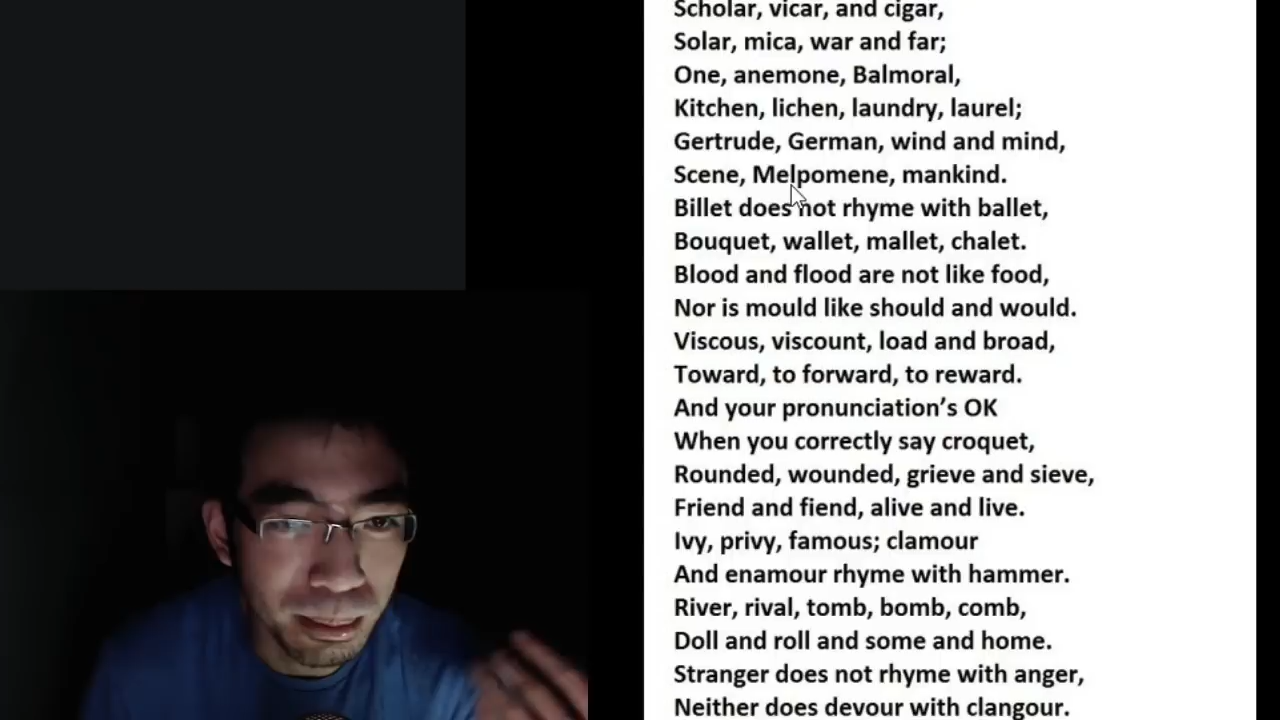 Scholar, vicar, and cigar,
Solar, mica, war and far;
One, anemone, Balmoral,
Kitchen, lichen, laundry, laurel;
Gertrude, German, wind and mind,
Scene, Melpomene, mankind.
Billet does not rhyme with ballet,
Bouquet, wallet, mallet, chalet.
Blood and flood are not like food,
Nor is mould like should and would.
Viscous, viscount, load and broad,
Toward, to forward, to reward.
And your pronunciation’s OK
When you correctly say croquet,
Rounded, wounded, grieve and sieve,
Friend and fiend, alive and live.
Ivy, privy, famous; clamour
And enamour rhyme with hammer.
River, rival, tomb, bomb, comb,
Doll and roll and some and home.
Stranger does not rhyme with anger,
Neither does devour with clangour.